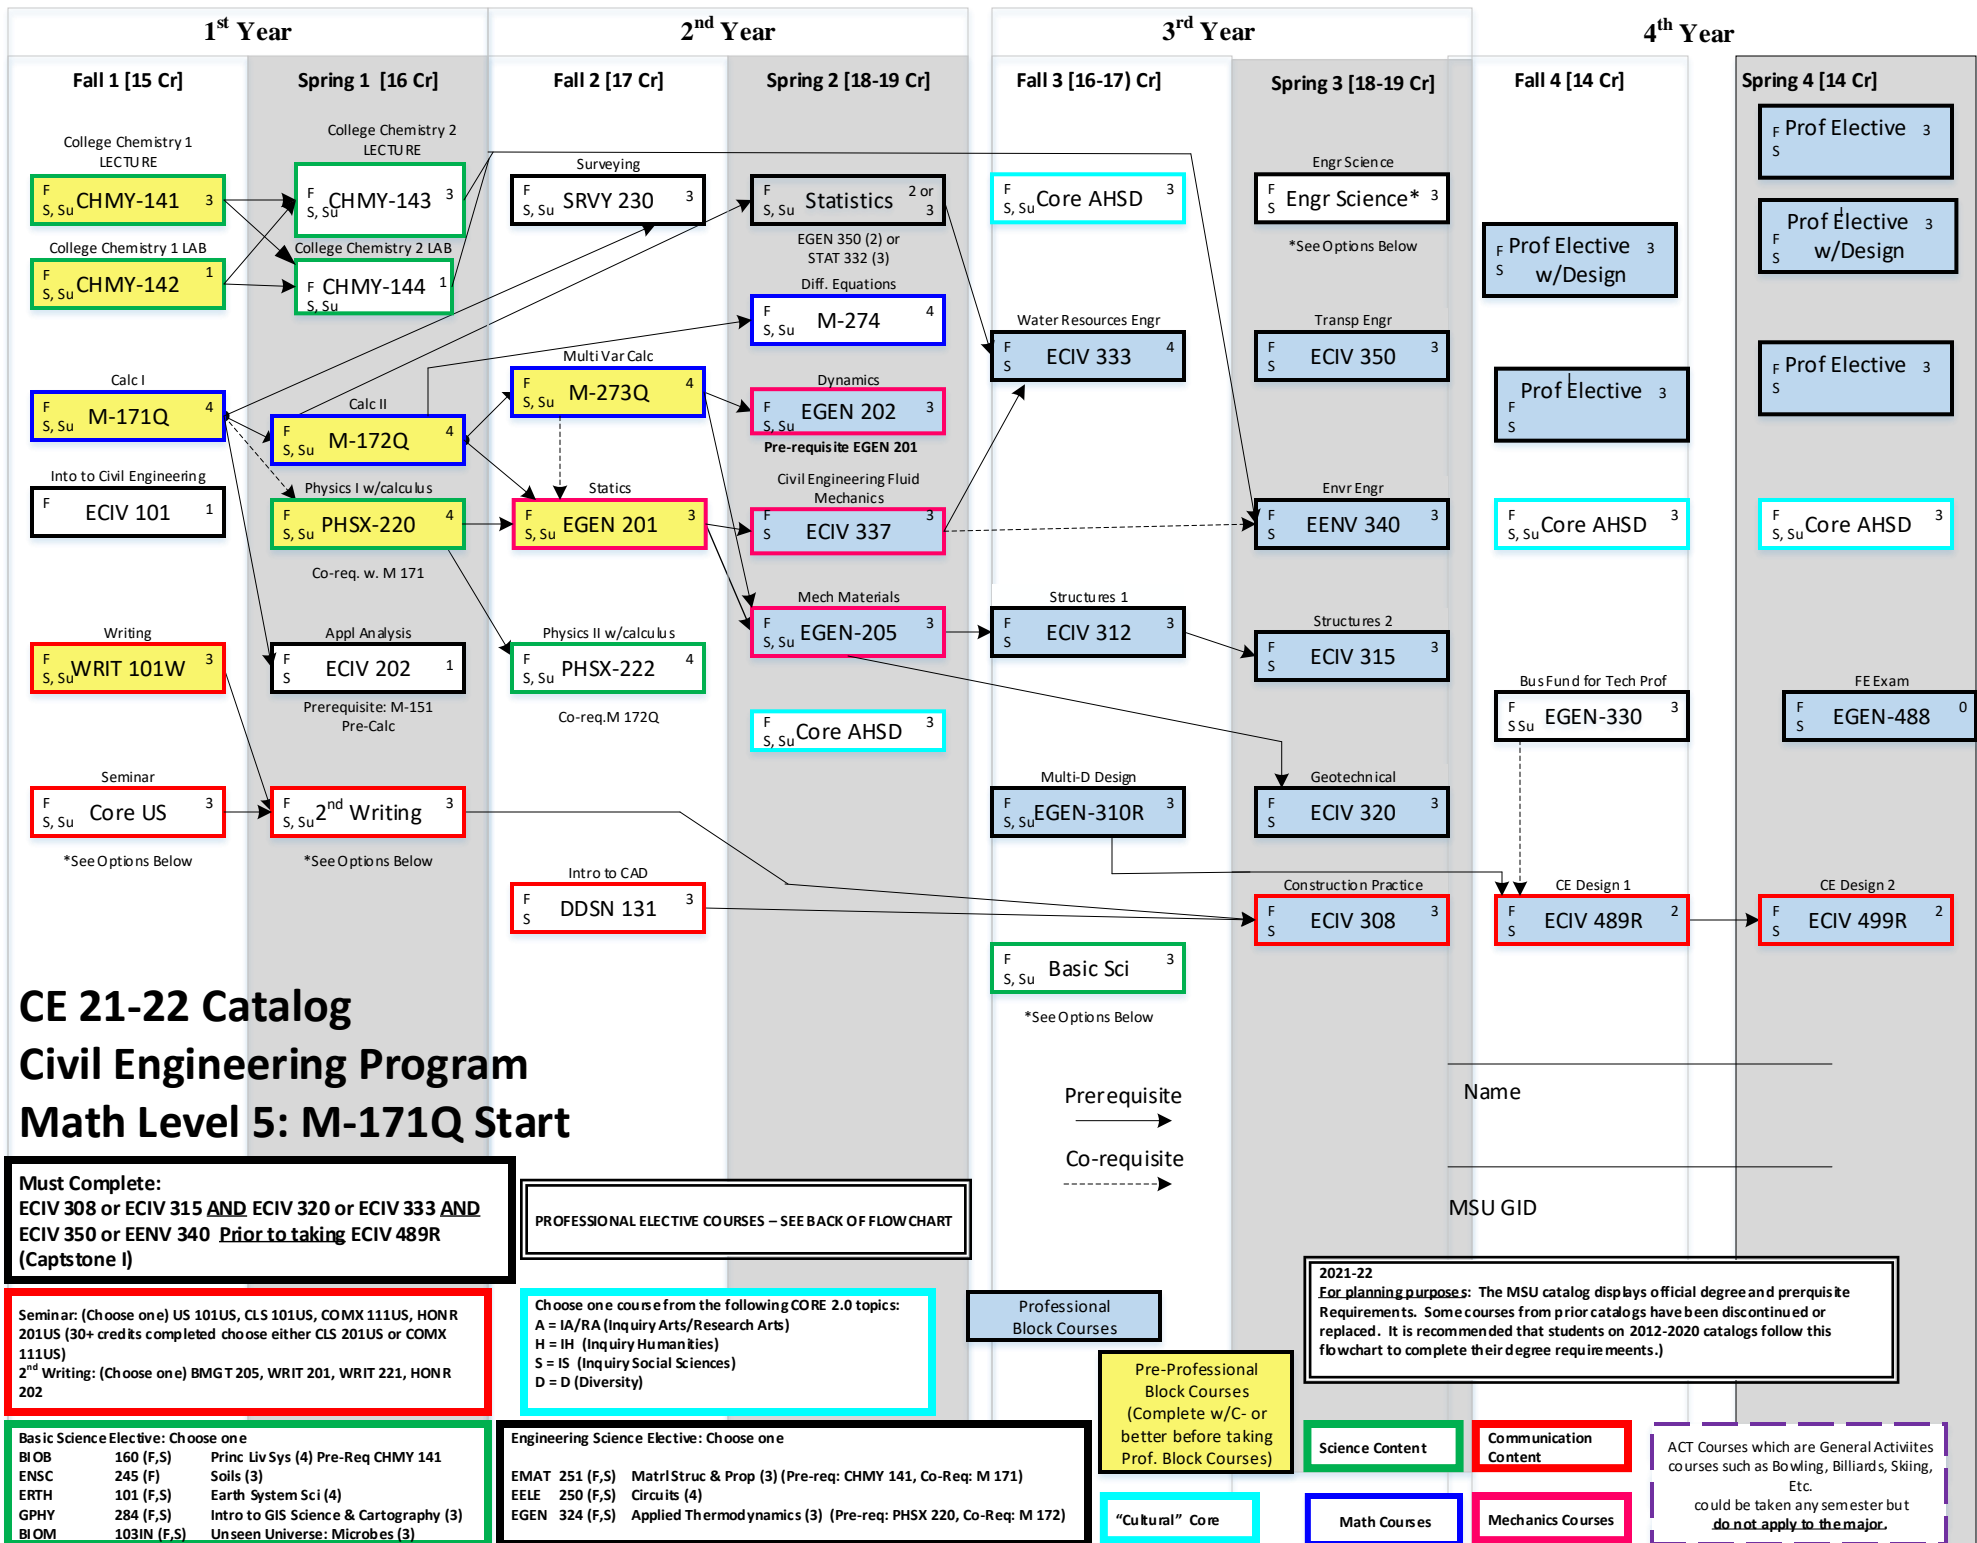 1st Year
2nd Year
3rd Year
4th Year
Fall 1 [15 Cr]
Spring 1 [16 Cr]
Fall 2 [17 Cr]
Spring 2 [18-19 Cr]
Fall 3 [16-17) Cr]
Spring 3 [18-19 Cr]
Fall 4 [14 Cr]
Spring 4 [14 Cr]
College Chemistry 1
LECTURE
F
S, Su
CHMY-141
3
College Chemistry 1 LAB
F
S, Su
CHMY-142
1
Calc I
F
S, Su
M-171Q
4
Into to Civil Engineering
F
ECIV 101
1
Writing
F
S, Su
WRIT 101W
3
Seminar
F
S, Su
Core US
3
*See Options Below
College Chemistry 2
LECTURE
F
S, Su
CHMY-143
3
College Chemistry 2 LAB
F
S, Su
CHMY-144
1
Calc II
F
S, Su
M-172Q
4
Physics I w/calculus
F
S, Su
PHSX-220
4
Co-req. w. M 171
Appl Analysis
F
S
ECIV 202
1
Prerequisite: M-151
Pre-Calc
F
S, Su
2nd Writing
3
*See Options Below
Surveying
F
S, Su
SRVY 230
3
Multi Var Calc
F
S, Su
M-273Q
4
Statics
F
S, Su
EGEN 201
3
Physics II w/calculus
F
S, Su
PHSX-222
4
Co-req.M 172Q
Intro to CAD
F
S
DDSN 131
3
F
S, Su
Statistics
2 or
3
EGEN 350 (2) or
STAT 332 (3)
Diff. Equations
F
S, Su
M-274
4
Dynamics
F
S, Su
EGEN 202
3
Pre-requisite EGEN 201
Civil Engineering Fluid
Mechanics
F
S
ECIV 337
3
Mech Materials
F
S, Su
EGEN-205
3
F
S, Su
Core AHSD
3
F
S, Su
Core AHSD
3
Water Resources Engr
F
S
ECIV 333
4
Structures 1
F
S
ECIV 312
3
Multi-D Design
F
S, Su
EGEN-310R
3
F
S, Su
Basic Sci
3
*See Options Below
Engr Science
F
S
Engr Science*
3
*See Options Below
Transp Engr
F
S
ECIV 350
3
Envr Engr
F
S
EENV 340
3
Structures 2
F
S
ECIV 315
3
Geotechnical
F
S
ECIV 320
3
Construction Practice
F
S
ECIV 308
3
F
S
Prof Elective
w/Design
3
Prof Elective
F
S
3
F
S, Su
Core AHSD
3
Bus Fund for Tech Prof
F
S Su
EGEN-330
3
CE Design 1
F
S
ECIV 489R
2
F
S
Prof Elective
3
F
S
Prof Elective
w/Design
3
F
S
Prof Elective
3
F
S, Su
Core AHSD
3
FE Exam
F
S
EGEN-488
0
CE Design 2
F
S
ECIV 499R
2
CE 21-22 Catalog
Civil Engineering Program
Math Level 5: M-171Q Start
Prerequisite
Co-requisite
Name
MSU GID
Must Complete:
ECIV 308 or ECIV 315 AND ECIV 320 or ECIV 333 AND
ECIV 350 or EENV 340 Prior to taking ECIV 489R
(Captstone I)
PROFESSIONAL ELECTIVE COURSES – SEE BACK OF FLOWCHART
Seminar: (Choose one) US 101US, CLS 101US, COMX 111US, HONR
201US (30+ credits completed choose either CLS 201US or COMX
111US)
2nd Writing: (Choose one) BMGT 205, WRIT 201, WRIT 221, HONR
202
Choose one course from the following CORE 2.0 topics:
A = IA/RA (Inquiry Arts/Research Arts)
H = IH (Inquiry Humanities)
S = IS (Inquiry Social Sciences)
D = D (Diversity)
Professional
Block Courses
2021-22
For planning purposes: The MSU catalog displays official degree and prerquisite
Requirements. Some courses from prior catalogs have been discontinued or
replaced. It is recommended that students on 2012-2020 catalogs follow this
flowchart to complete their degree requiremeents.)
Pre-Professional
Block Courses
(Complete w/C- or
better before taking
Prof. Block Courses)
Basic Science Elective: Choose one
BIOB 160 (F,S) Princ Liv Sys (4) Pre-Req CHMY 141
ENSC 245 (F) Soils (3)
ERTH 101 (F,S) Earth System Sci (4)
GPHY 284 (F,S) Intro to GIS Science & Cartography (3)
BIOM 103IN (F,S) Unseen Universe: Microbes (3)
Engineering Science Elective: Choose one
EMAT 251 (F,S) Matrl Struc & Prop (3) (Pre-req: CHMY 141, Co-Req: M 171)
EELE 250 (F,S) Circuits (4)
EGEN 324 (F,S) Applied Thermodynamics (3) (Pre-req: PHSX 220, Co-Req: M 172)
Science Content
Communication
Content
"Cultural" Core
Math Courses
Mechanics Courses
ACT Courses which are General Activiites
courses such as Bowling, Billiards, Skiing,
Etc.
could be taken any semester but
do not apply to the major.